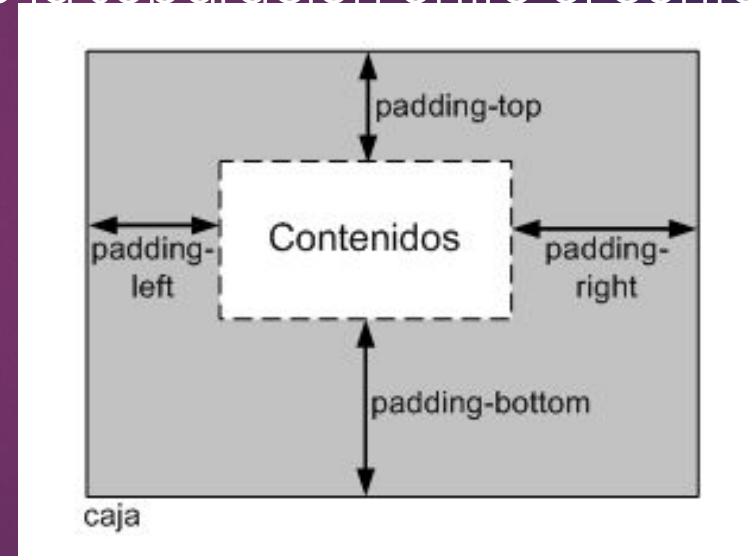 padding-top
Contenidos
padding-
left
padding-
right
padding-bottom
caja